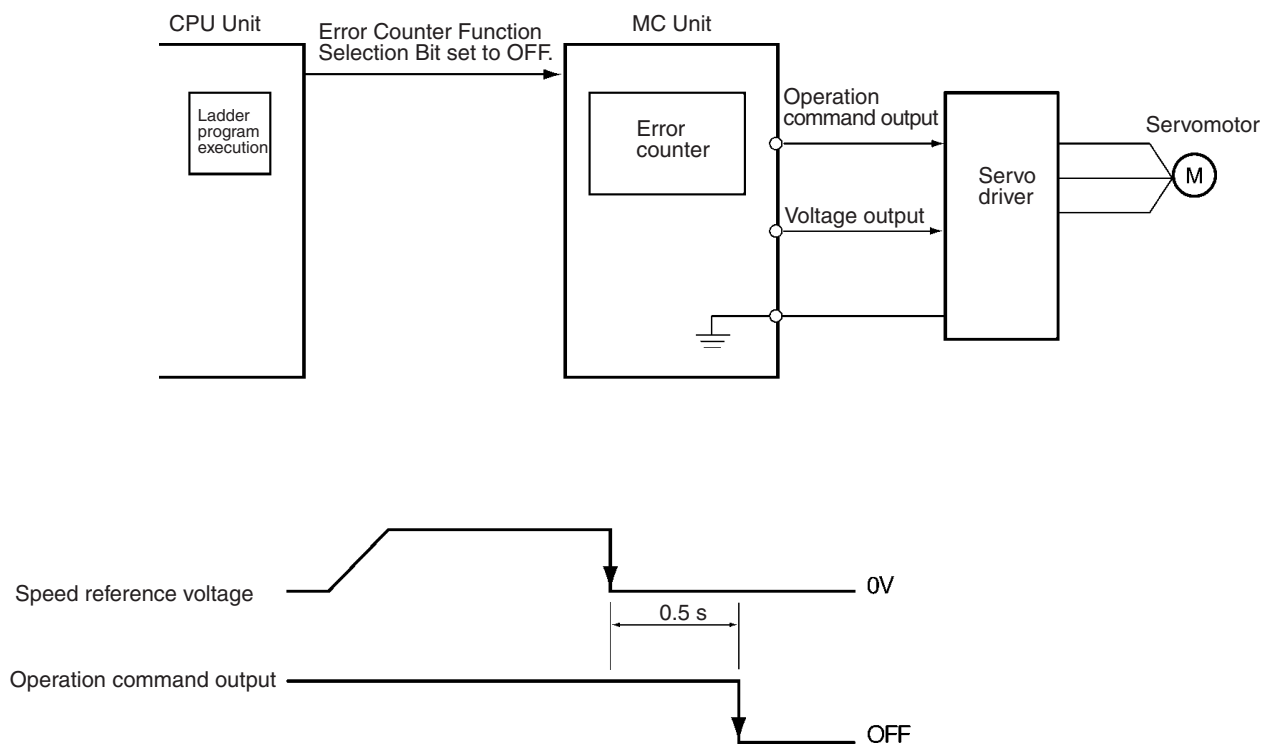 CPU Unit
Error Counter Function
Selection Bit set to OFF.
MC Unit
Ladder
program
execution
Error
counter
Operation
command output
Servo
driver
Servomotor
M
Voltage output
Speed reference voltage
0V
0.5 s
Operation command output
OFF